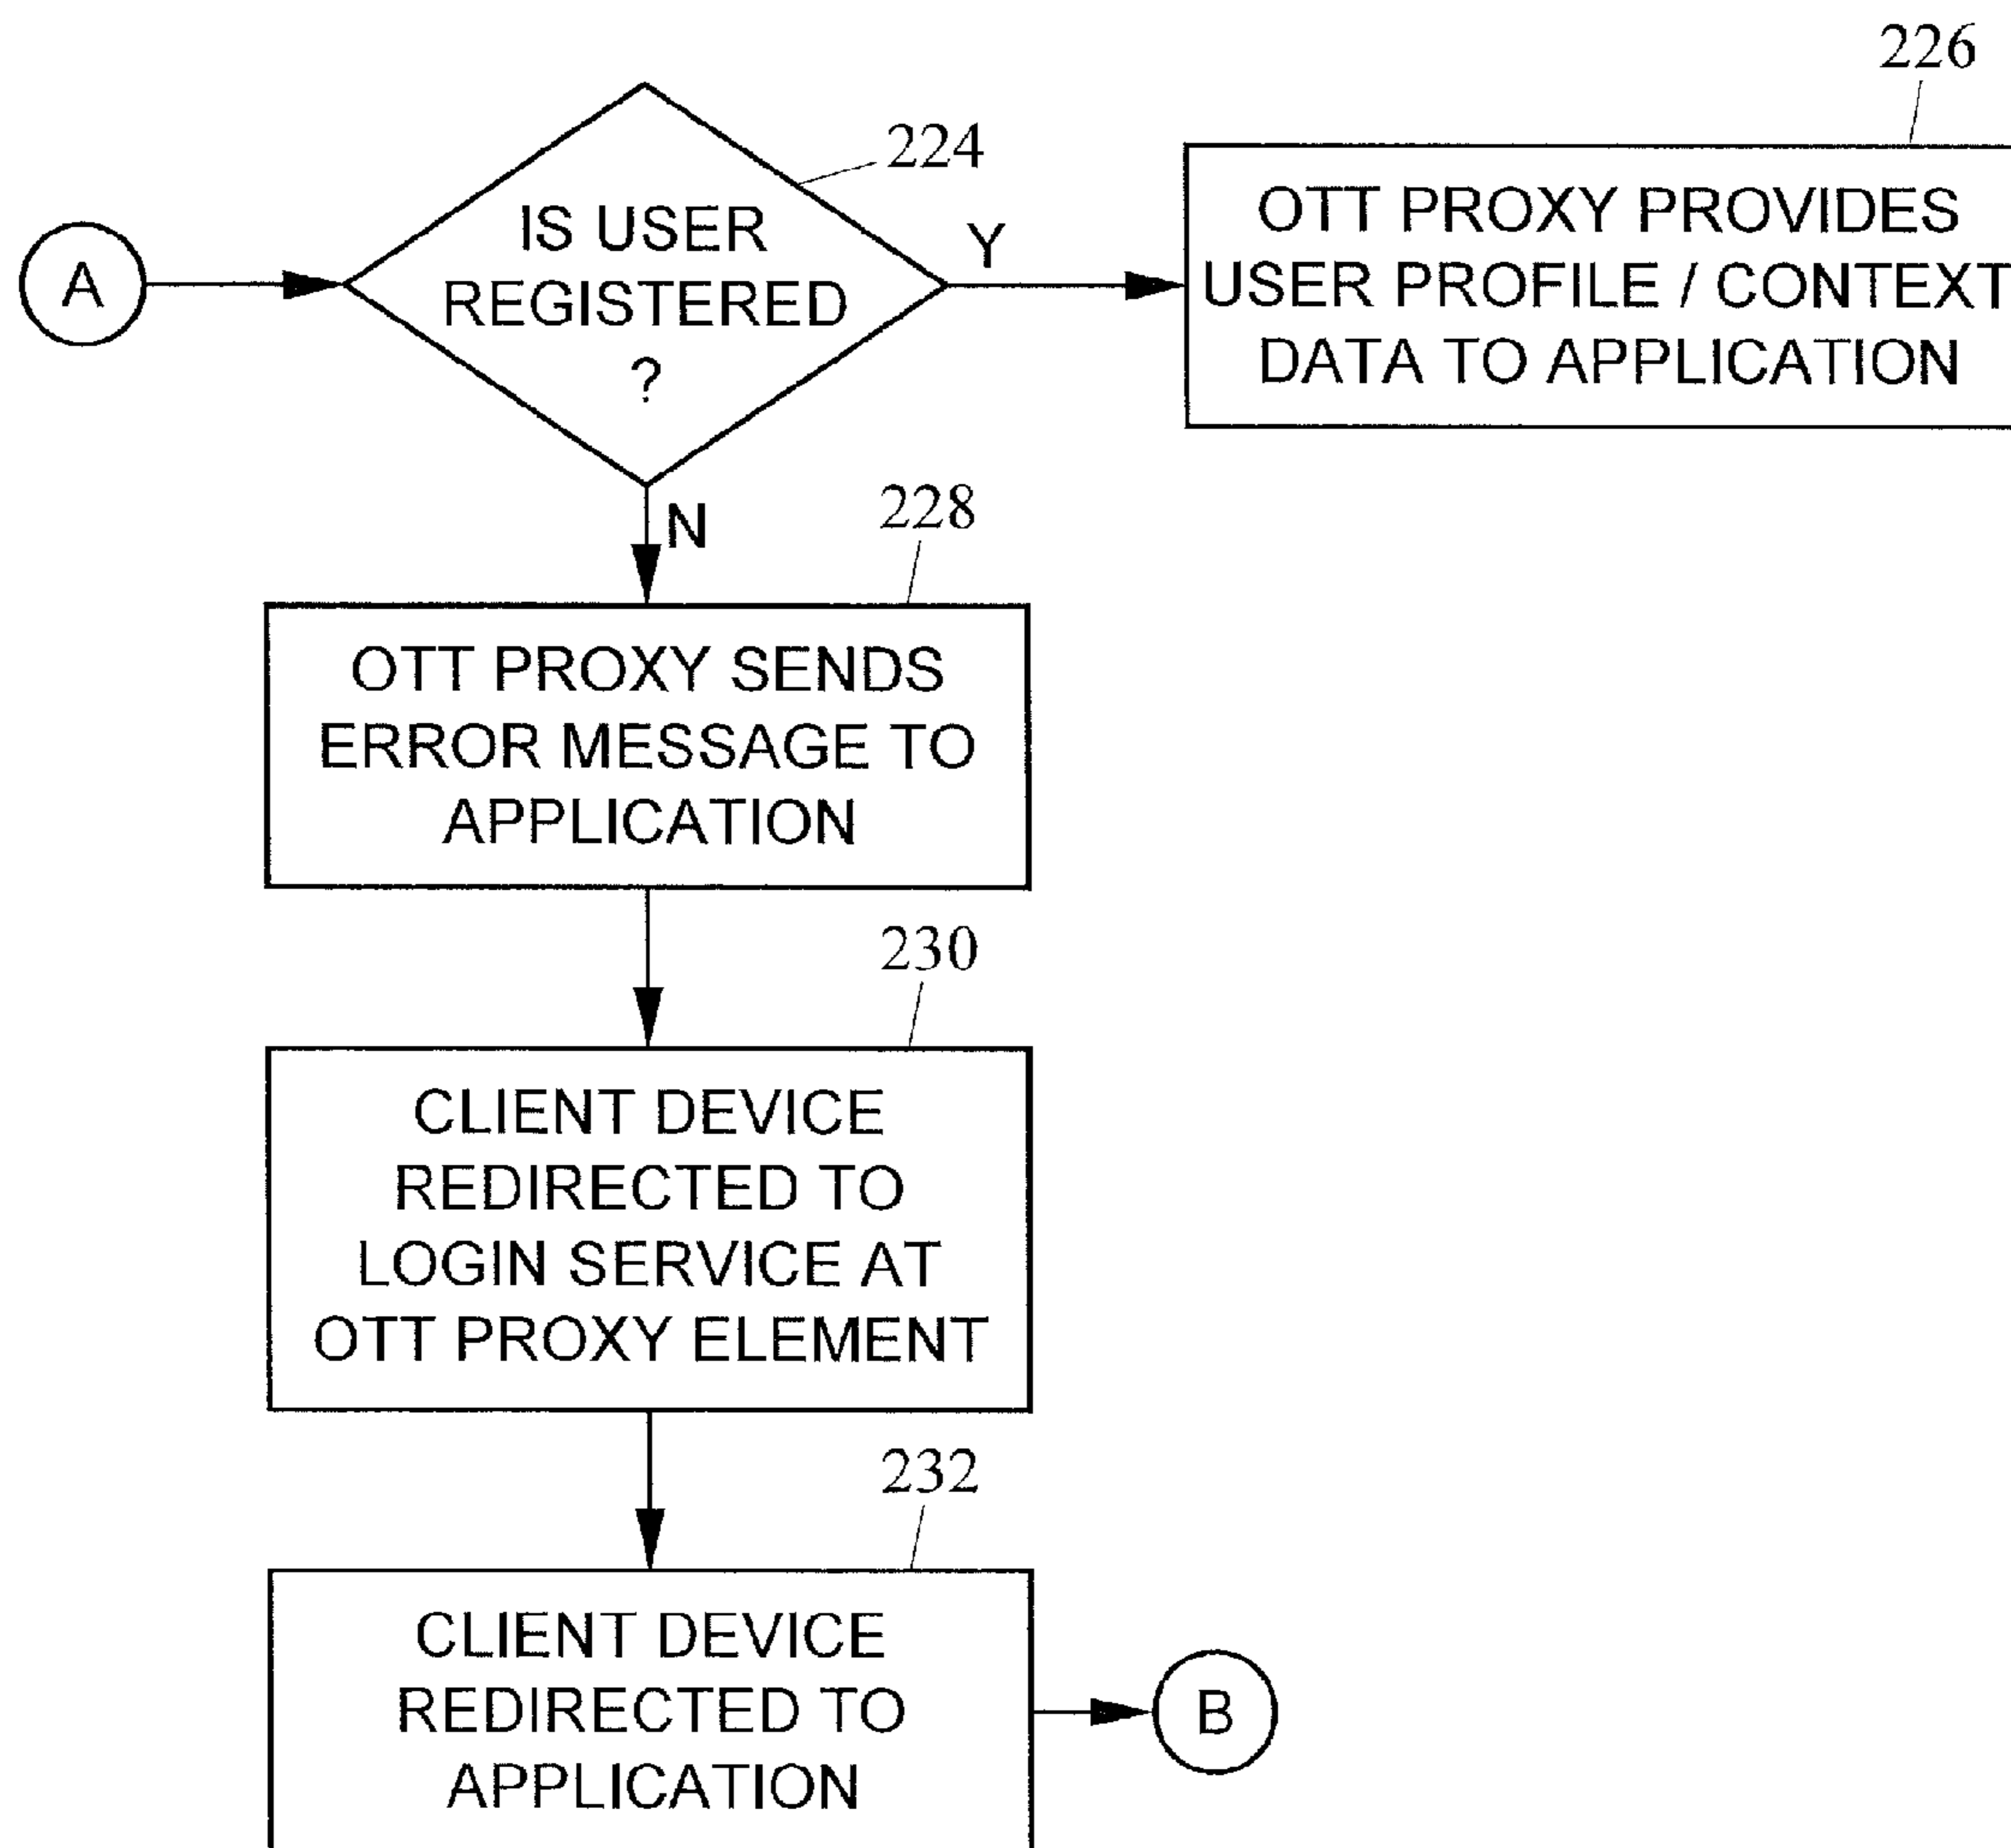 226
224
A
IS USER
REGISTERED
?
Y
OTT PROXY PROVIDES
USER PROFILE / CONTEXT
DATA TO APPLICATION
N
228
OTT PROXY SENDS
ERROR MESSAGE TO
APPLICATION
230
CLIENT DEVICE
REDIRECTED TO
LOGIN SERVICE AT
OTT PROXY ELEMENT
232
CLIENT DEVICE
REDIRECTED TO
APPLICATION
B